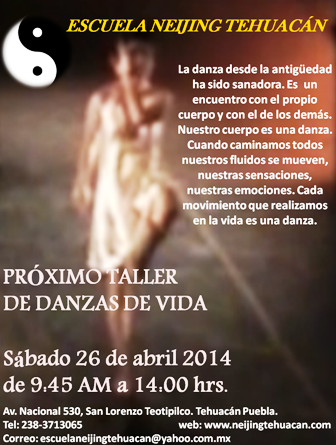 ESCUELA NEIJING TEHUACÁN
La danza desde la antigüedad
ha sido sanadora. Es un
encuentro con el propio
cuerpo y con el de los demás.
Nuestro cuerpo es una danza.
Cuando caminamos todos
nuestros fluidos se mueven,
nuestras sensaciones,
nuestras emociones. Cada
movimiento que realizamos
en la vida es una danza.
PRÓXIMO TALLER
DE DANZAS DE VIDA
Sábado 26 de abril 2014
de 9:45 AM a 14:00 hrs.
Av. Nacional 530, San Lorenzo Teotipilco. Tehuacán Puebla.
Tel: 238-3713065 web: www.neijingtehuacan.com
Correo: escuelaneijingtehuacan@yahoo.com.mx